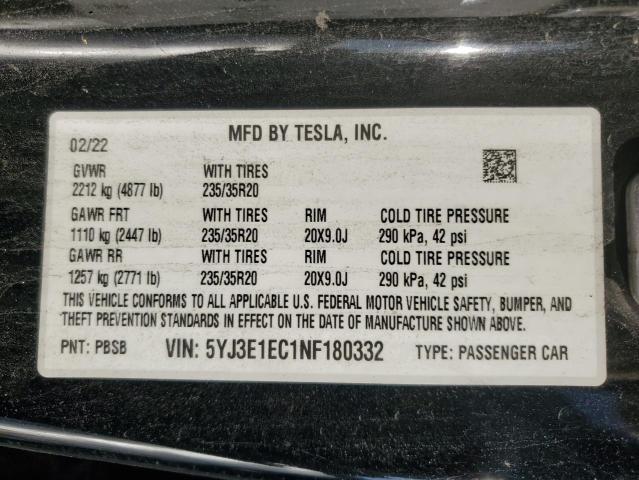 MFD BY TESLA, INC.
02/22
GVWR WITH TIRES
2212 kg (4877 lb) 235/35R20
GAWR FRT WITH TIRES RIM COLD TIRE PRESSURE
1110 kg (2447 lb) 235/35R20 20X9.0J 290 kPa, 42 psi
GAWR RR WITH TIRES RIM COLD TIRE PRESSURE
1257 kg (2771 lb) 235/35R20 20X9.0J 290 kPa, 42 psi
THIS VEHICLE CONFORMS TO ALL APPLICABLE U.S. FEDERAL MOTOR VEHICLE SAFETY, BUMPER, AND
THEFT PREVENTION STANDARDS IN EFFECT ON THE DATE OF MANUFACTURE SHOWN ABOVE.
PNT: PBSB VIN: 5YJ3E1EC1NF180332 TYPE: PASSENGER CAR